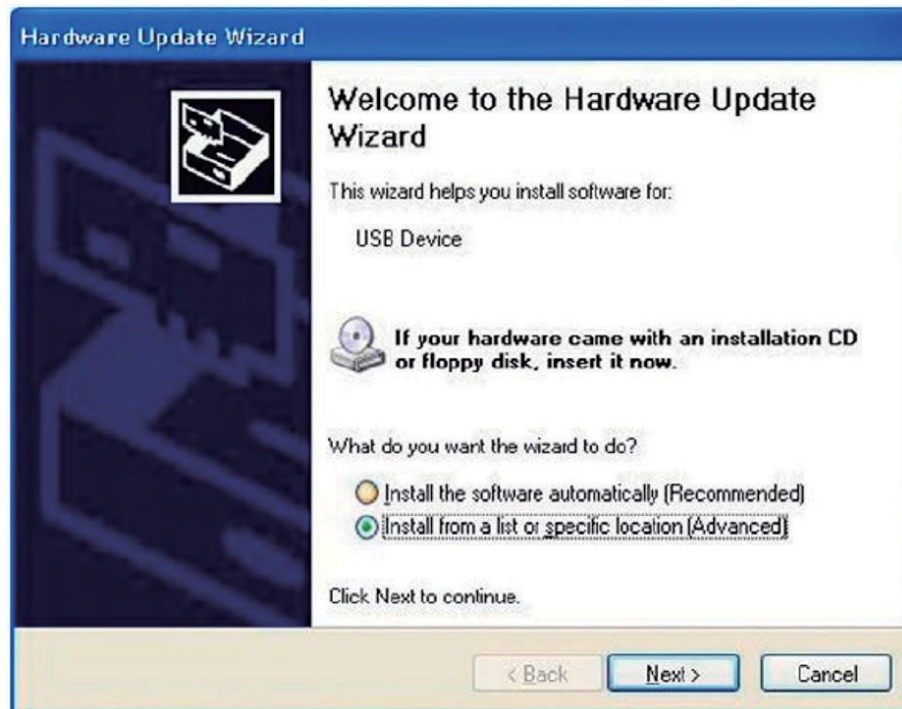 Hardware Update Wizard
Welcome to the Hardware Update
Wizard
This wizard helps you install software for:
USB Device
If your hardware came with an installation CD
or floppy disk, insert it now.
What do you want the wizard to do?
Install the software automatically (Recommended)
Install from a list or specific location (Advanced)
Click Next to continue.
< Back
Next >
Cancel